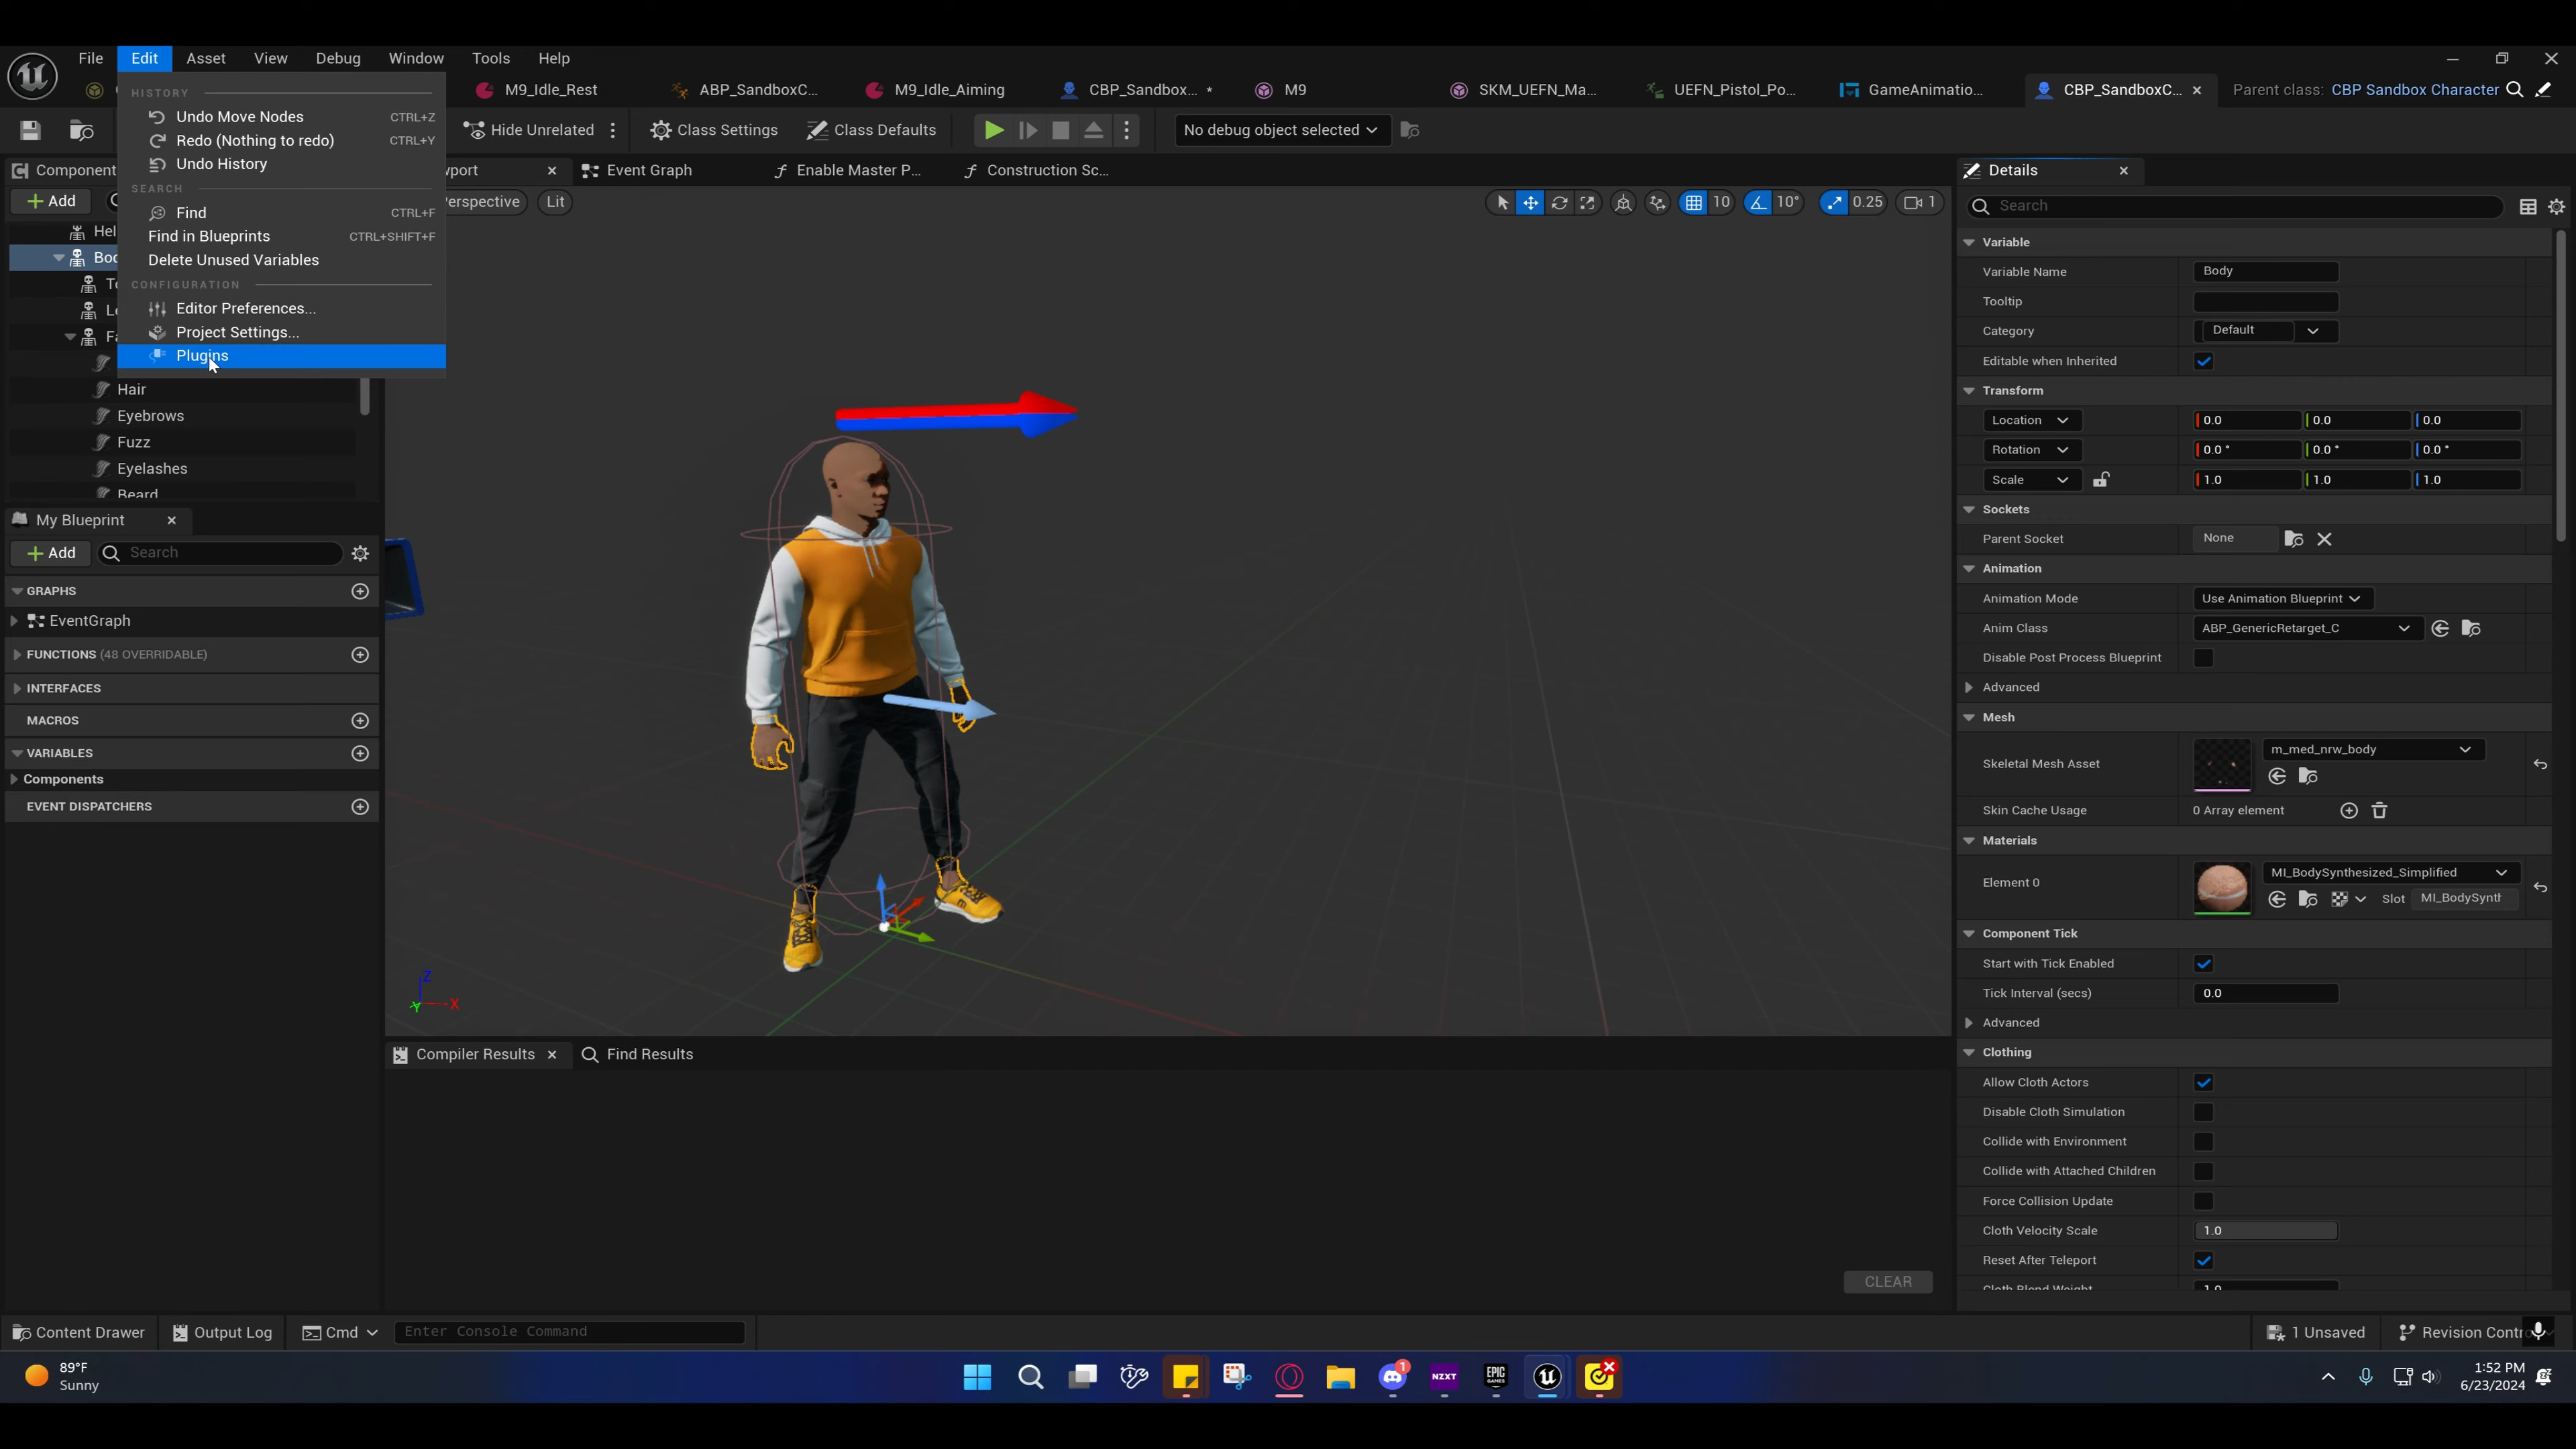 File Edit Asset View Debug Window Tools Help
M9_Idle_Rest ABP_SandboxC... M9_Idle_Aiming CBP_Sandbox... * M9 SKM_UEFN_Ma... UEFN_Pistol_Po... GameAnimatio... CBP_SandboxC... Parent class: CBP Sandbox Character
HISTORY
Undo Move Nodes CTRL+Z
Redo (Nothing to redo) CTRL+Y
Undo History
SEARCH
Find CTRL+F
Find in Blueprints CTRL+SHIFT+F
Delete Unused Variables
CONFIGURATION
Editor Preferences...
Project Settings...
Plugins
Hide Unrelated Class Settings Class Defaults No debug object selected
Component
port Event Graph Enable Master P... Construction Sc...
Add
erspective Lit 10 10° 0.25 1
Hel
Bod
To
Le
Fa
Hair
Eyebrows
Fuzz
Eyelashes
Beard
My Blueprint
Add Search
GRAPHS
EventGraph
FUNCTIONS (48 OVERRIDABLE)
INTERFACES
MACROS
VARIABLES
Components
EVENT DISPATCHERS
Z
X
Y
Compiler Results Find Results
CLEAR
Details
Search
Variable
Variable Name Body
Tooltip
Category Default
Editable when Inherited
Transform
Location 0.0 0.0 0.0
Rotation 0.0 ° 0.0 ° 0.0 °
Scale 1.0 1.0 1.0
Sockets
Parent Socket None
Animation
Animation Mode Use Animation Blueprint
Anim Class ABP_GenericRetarget_C
Disable Post Process Blueprint
Advanced
Mesh
Skeletal Mesh Asset m_med_nrw_body
Skin Cache Usage 0 Array element
Materials
Element 0 MI_BodySynthesized_Simplified
Slot MI_BodySynth
Component Tick
Start with Tick Enabled
Tick Interval (secs) 0.0
Advanced
Clothing
Allow Cloth Actors
Disable Cloth Simulation
Collide with Environment
Collide with Attached Children
Force Collision Update
Cloth Velocity Scale 1.0
Reset After Teleport
Cloth Blend Weight 1.0
Content Drawer Output Log Cmd Enter Console Command 1 Unsaved Revision Contro
89°F
Sunny
1
NZXT
EPIC
GAMES
1:52 PM
6/23/2024